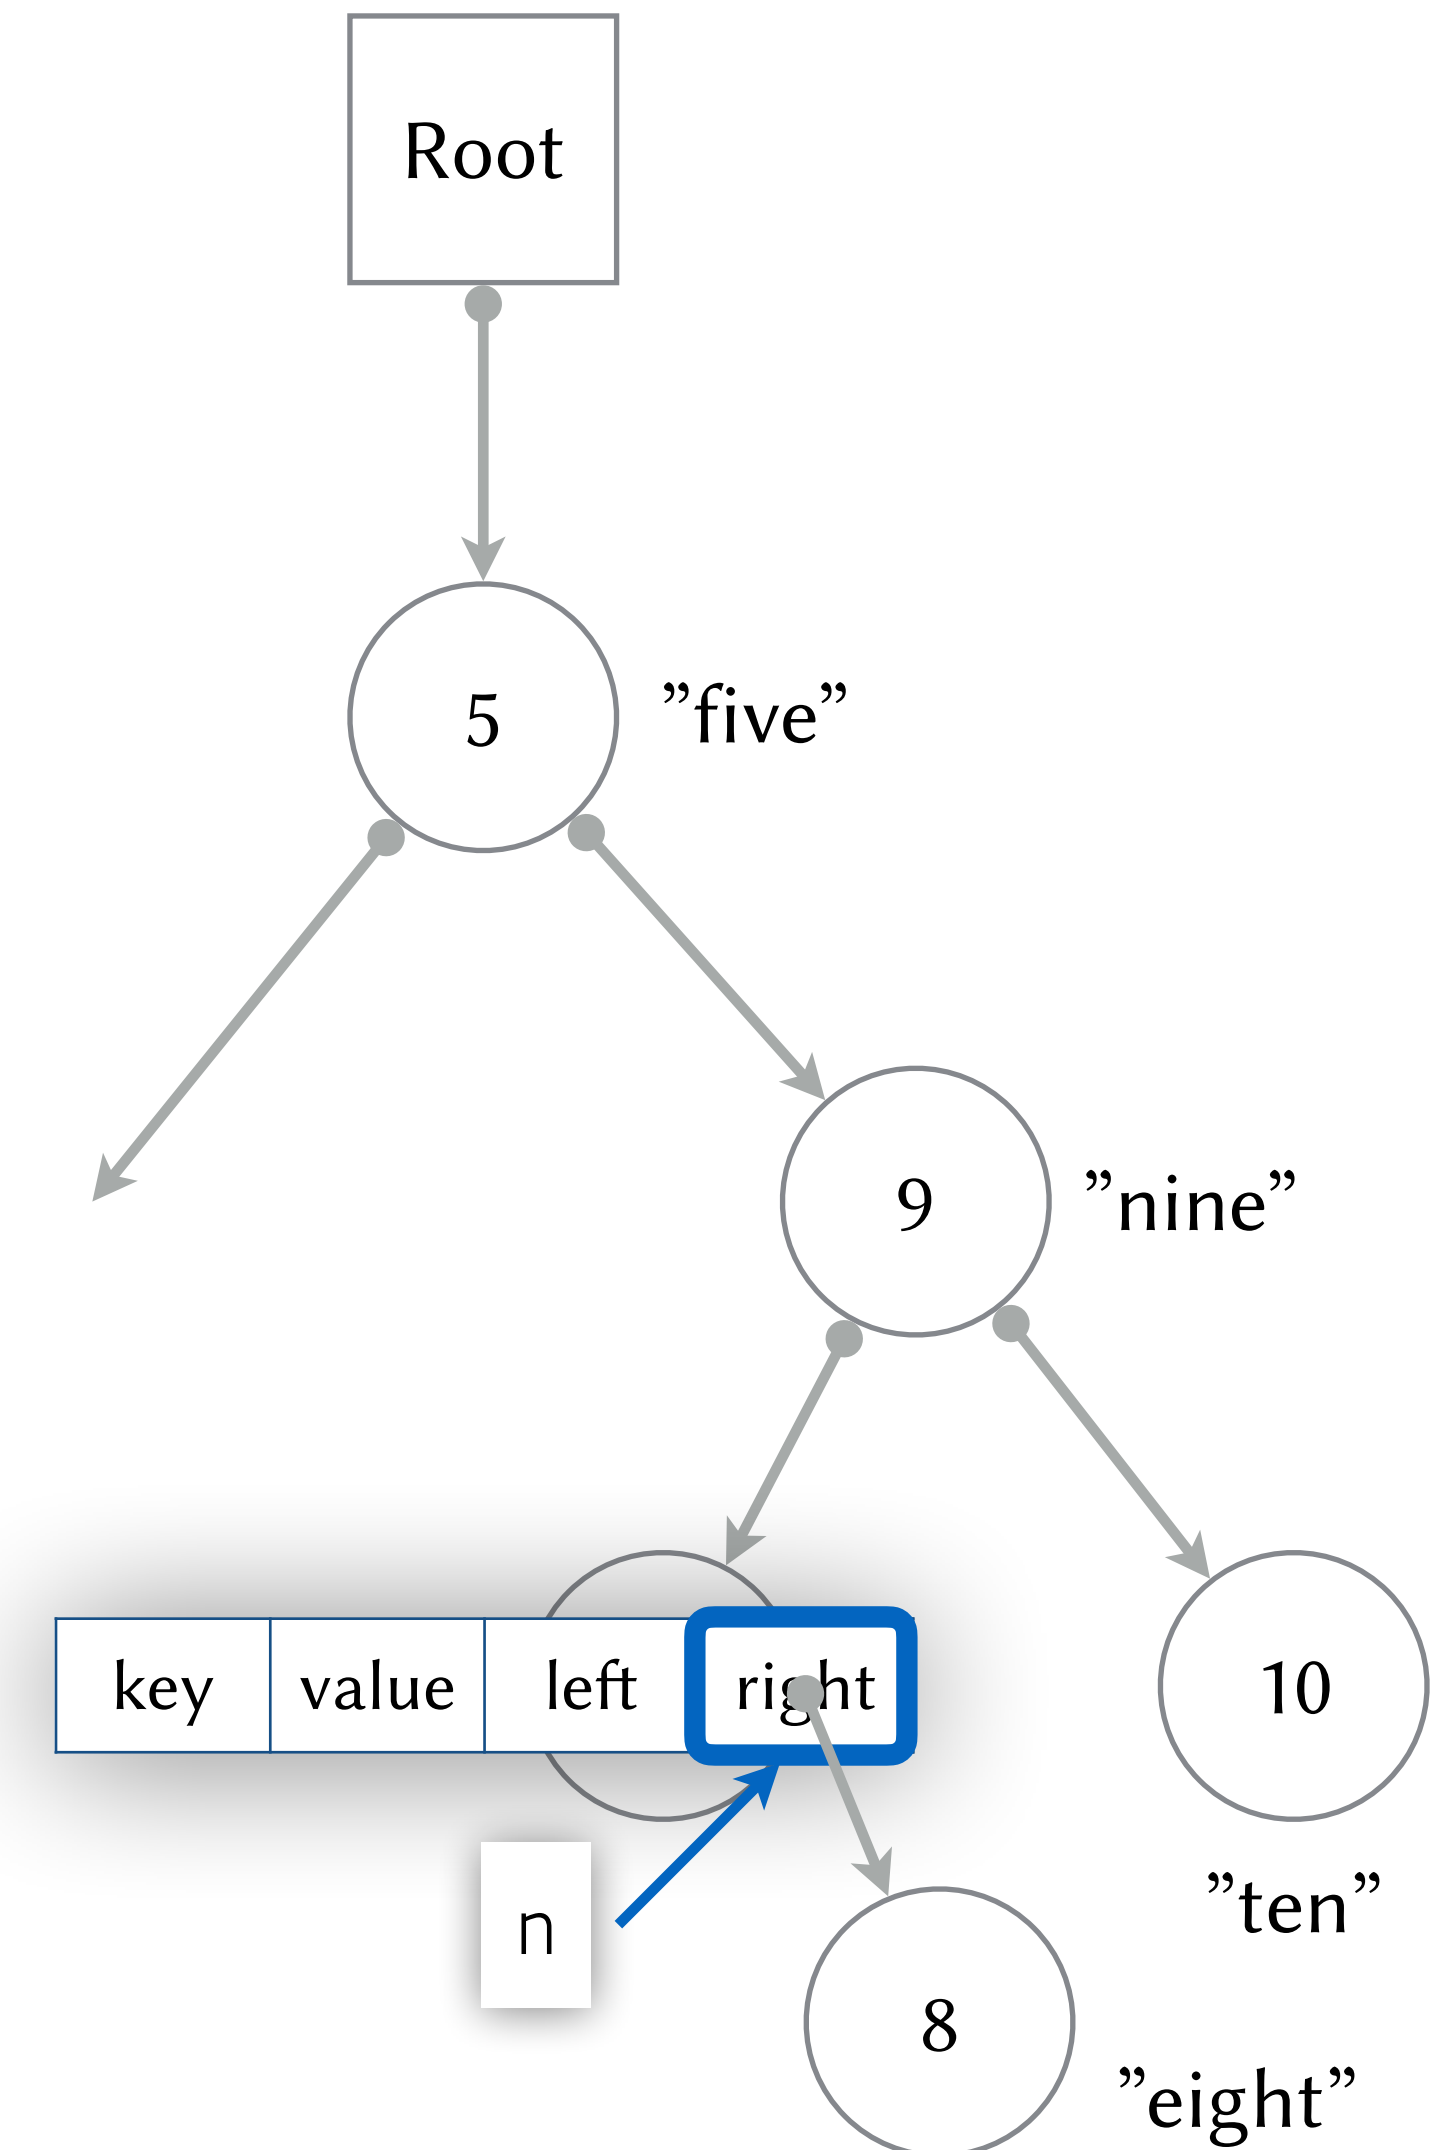 Root
5
”five”
9
”nine”
key value left right
10
n
”ten”
8
”eight”